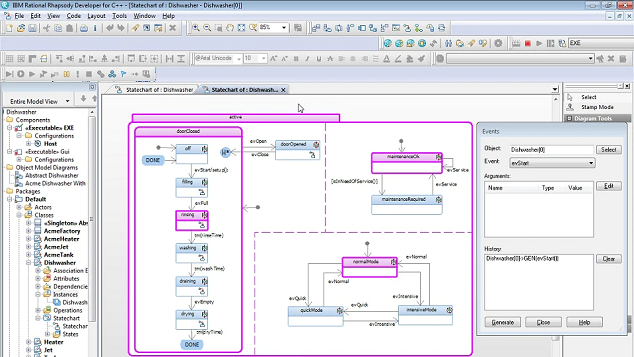 IBM Rational Rhapsody Developer for C++ - Dishwasher - [Statechart of : Dishwasher[0]]
File Edit View Code Layout Tools Window Help
85%
EXE
@Arial Unicode 10
Entire Model View
Statechart of : Dishwasher
Statechart of : Dishwash...
Select
Stamp Mode
Diagram Tools
Dishwasher
Components
«Executable» EXE
Configurations
Host
«Executable» Gui
Configurations
Object Model Diagrams
Abstract Dishwasher
Acme Dishwasher With
Packages
Default
Actors
Classes
«Singleton» Abs
AcmeFactory
AcmeHeater
AcmeJet
AcmeTank
Dishwasher
Association E
Attributes
Dependencie
Instances
Dishwash
Operations
Statechart
Statechar
States
Heater
Jet
active
doorClosed
off
DONE
evStart/setup();
filling
evFull
rinsing
tm(rinseTime)
washing
tm(washTime)
draining
evEmpty
drying
tm(dryTime)
DONE
evOpen
evClose
doorOpened
maintenanceOk
evService
[isInNeedOfService()]
evService
maintenanceRequired
normalMode
evNormal
evNormal
evQuick
evQuick
evIntensive
quickMode
intensiveMode
evIntensive
Events
Object: Dishwasher[0] Select
Event: evStart
Arguments:
Name Type Value
Edit
History:
Dishwasher[0]->GEN(evStart())
Clear
Generate Close Help